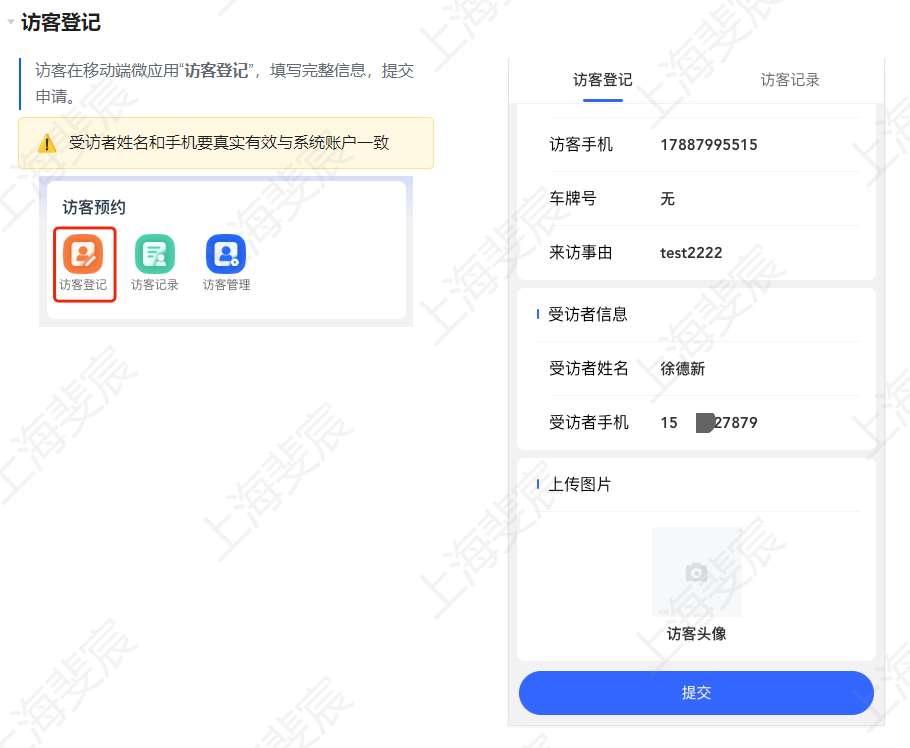 访客登记
访客在移动端微应用“访客登记”，填写完整信息，提交
申请。
受访者姓名和手机要真实有效与系统账户一致
访客预约
访客登记 访客记录 访客管理
访客登记 访客记录
访客手机 17887995515
车牌号 无
来访事由 test2222
受访者信息
受访者姓名 徐德新
受访者手机 15 27879
上传图片
访客头像
提交
上海斐宸